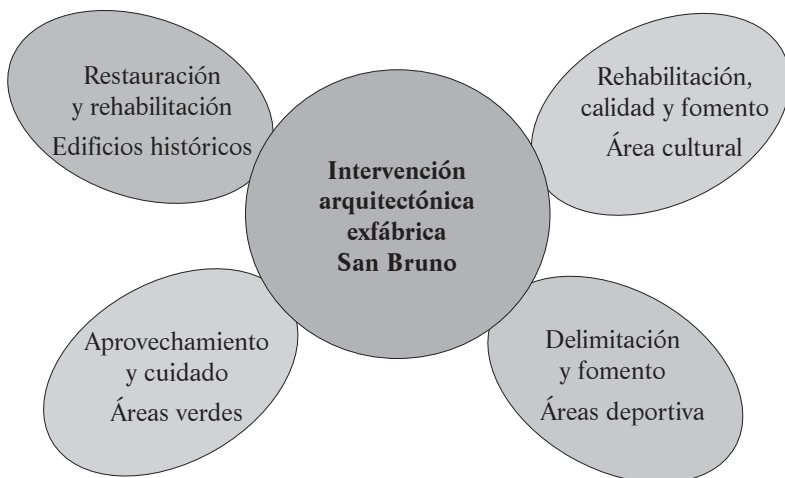 Restauración
y rehabilitación
Edificios históricos
Rehabilitación,
calidad y fomento
Área cultural
Intervención
arquitectónica
exfábrica
San Bruno
Aprovechamiento
y cuidado
Áreas verdes
Delimitación
y fomento
Áreas deportiva